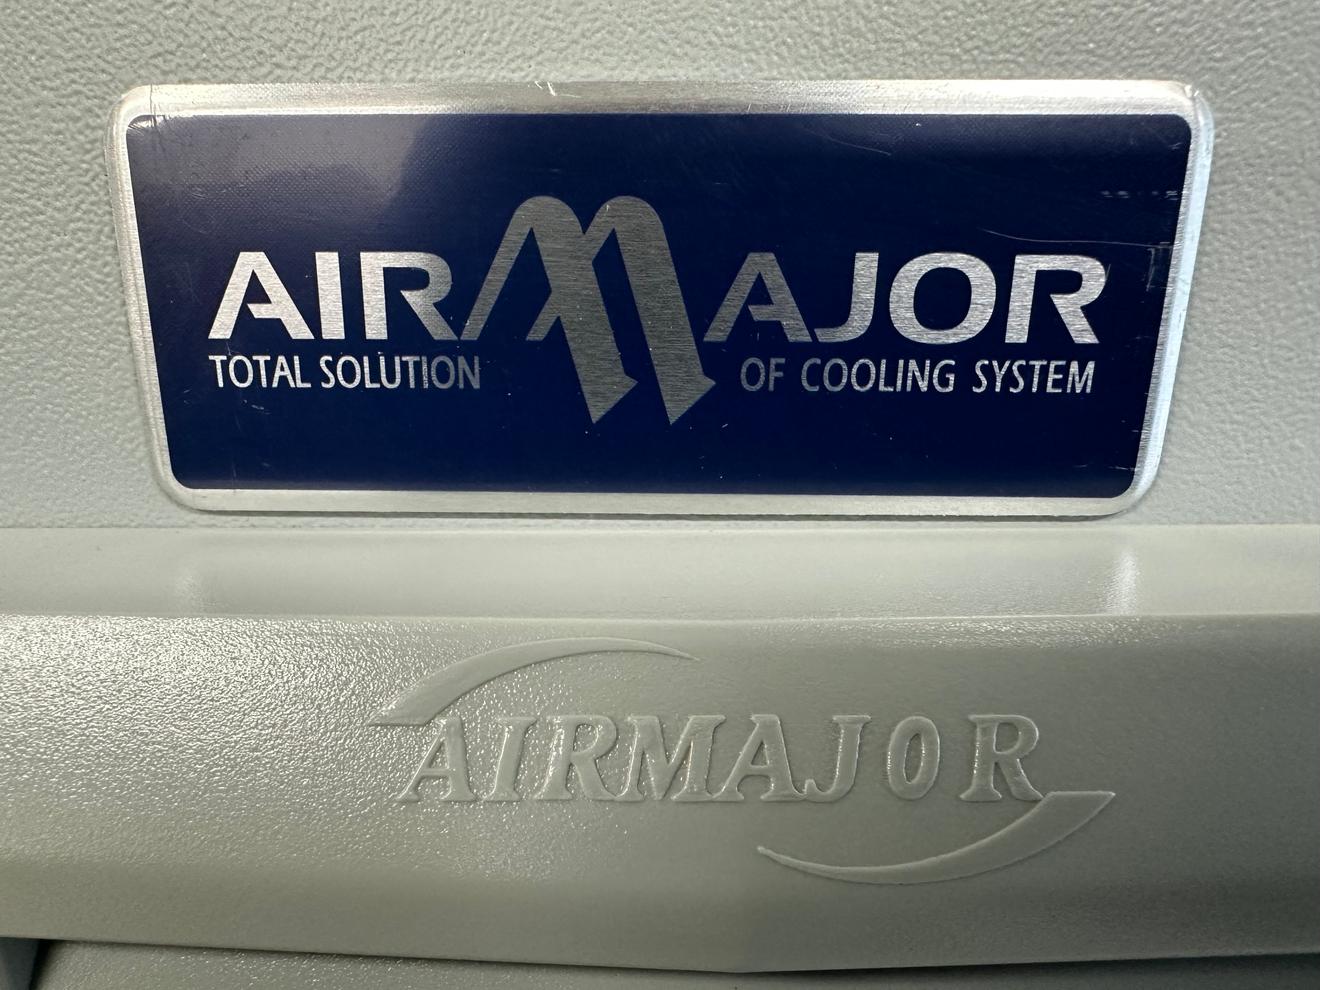 AIRMAJOR
TOTAL SOLUTION OF COOLING SYSTEM
AIRMAJOR